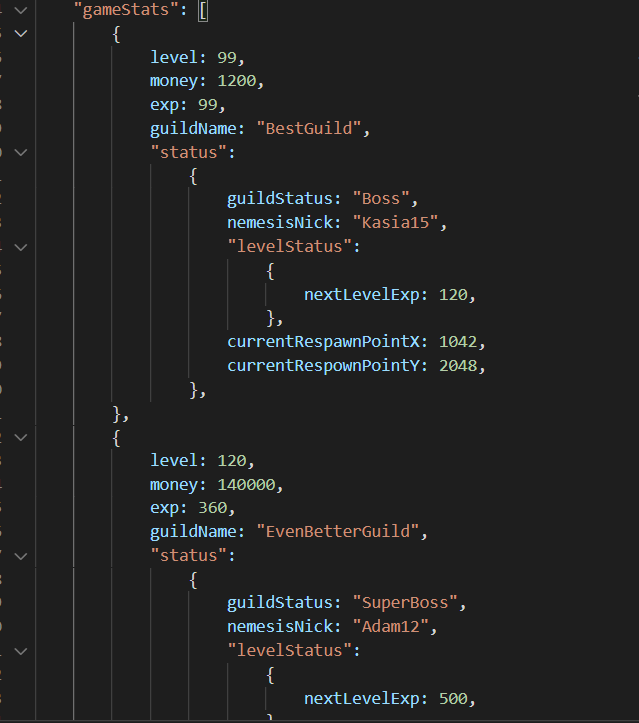 "gameStats": [
{
level: 99,
money: 1200,
exp: 99,
guildName: "BestGuild",
"status":
{
guildStatus: "Boss",
nemesisNick: "Kasia15",
"levelStatus":
{
nextLevelExp: 120,
},
currentRespawnPointX: 1042,
currentRespownPointY: 2048,
},
},
{
level: 120,
money: 140000,
exp: 360,
guildName: "EvenBetterGuild",
"status":
{
guildStatus: "SuperBoss",
nemesisNick: "Adam12",
"levelStatus":
{
nextLevelExp: 500,